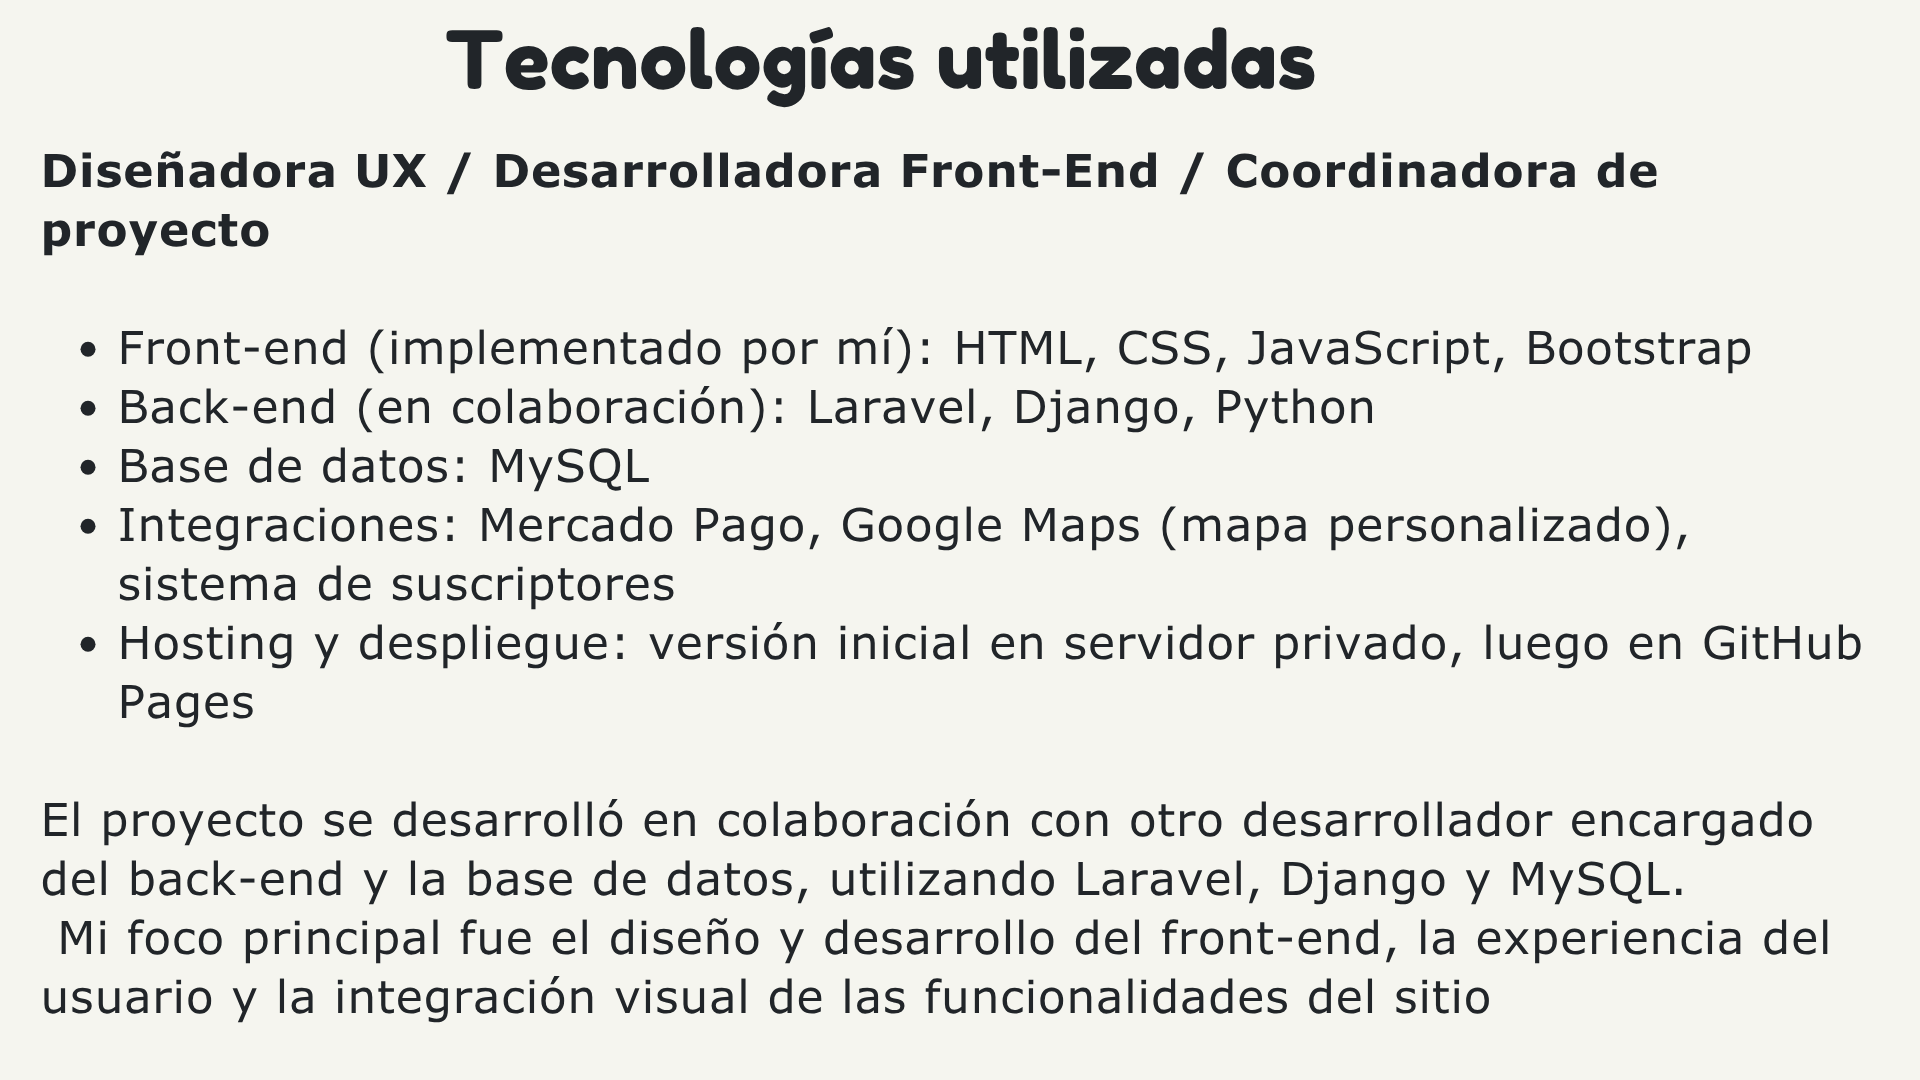 Tecnologías utilizadas
Diseñadora UX / Desarrolladora Front-End / Coordinadora de
proyecto
• Front-end (implementado por mí): HTML, CSS, JavaScript, Bootstrap
• Back-end (en colaboración): Laravel, Django, Python
• Base de datos: MySQL
• Integraciones: Mercado Pago, Google Maps (mapa personalizado),
sistema de suscriptores
• Hosting y despliegue: versión inicial en servidor privado, luego en GitHub
Pages
El proyecto se desarrolló en colaboración con otro desarrollador encargado
del back-end y la base de datos, utilizando Laravel, Django y MySQL.
Mi foco principal fue el diseño y desarrollo del front-end, la experiencia del
usuario y la integración visual de las funcionalidades del sitio